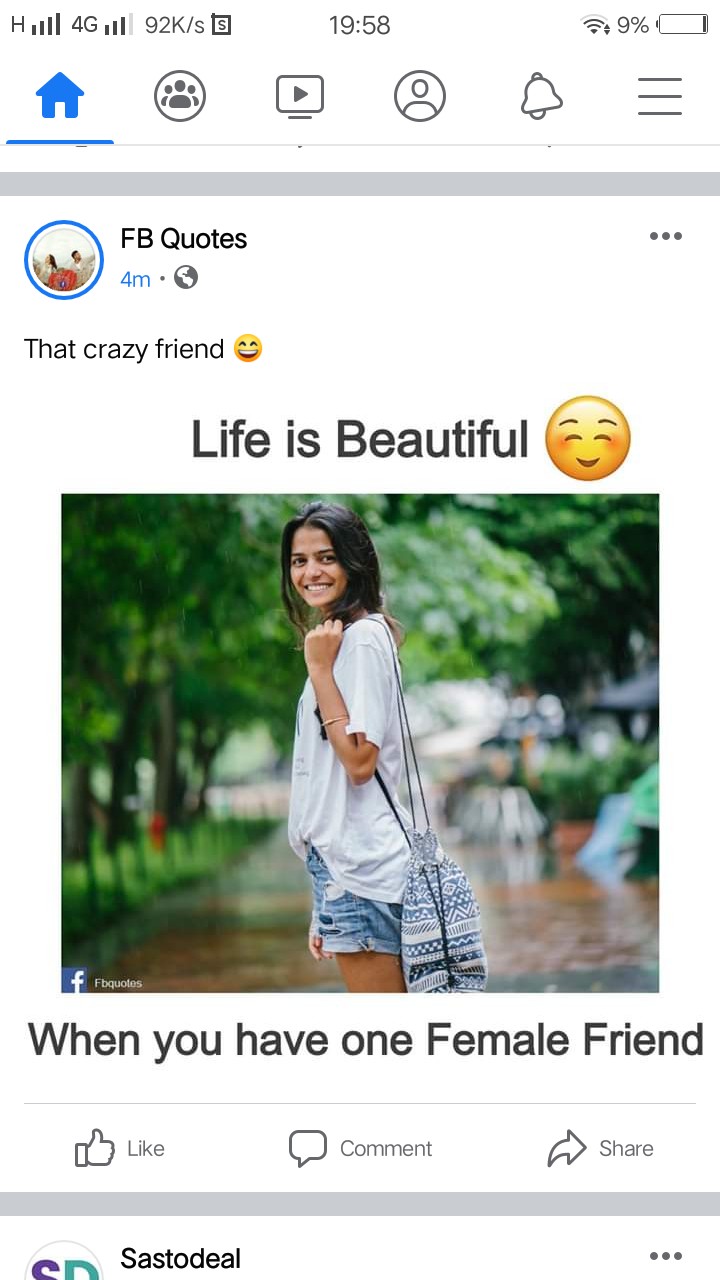 H 4G 92K/s S 19:58 9%
FB Quotes
4m ·
That crazy friend 😄
Life is Beautiful ☺️
f Fbquotes
When you have one Female Friend
Like Comment Share
SD Sastodeal